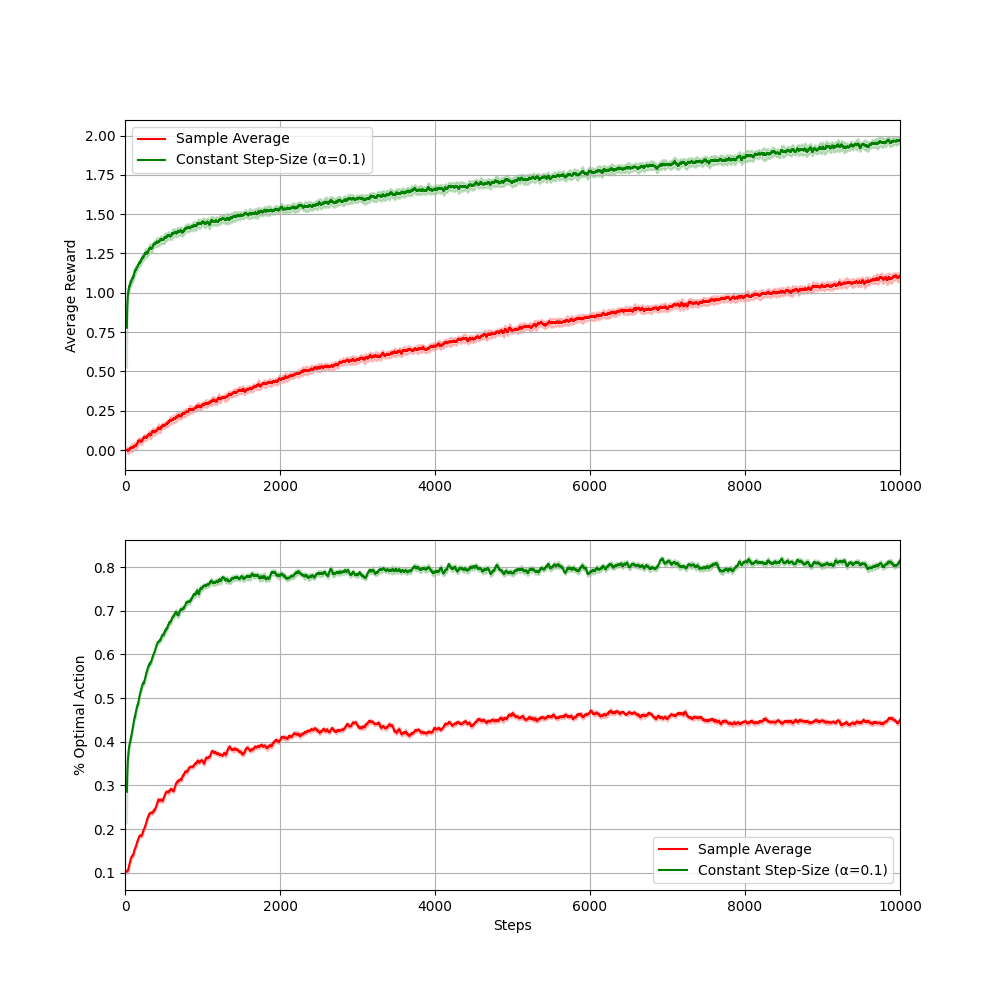 2.00
1.75
1.50
1.25
1.00
0.75
0.50
0.25
0.00
Average Reward
Sample Average
Constant Step-Size (α=0.1)
0 2000 4000 6000 8000 10000
0.8
0.7
0.6
0.5
0.4
0.3
0.2
0.1
% Optimal Action
Sample Average
Constant Step-Size (α=0.1)
0 2000 4000 6000 8000 10000
Steps